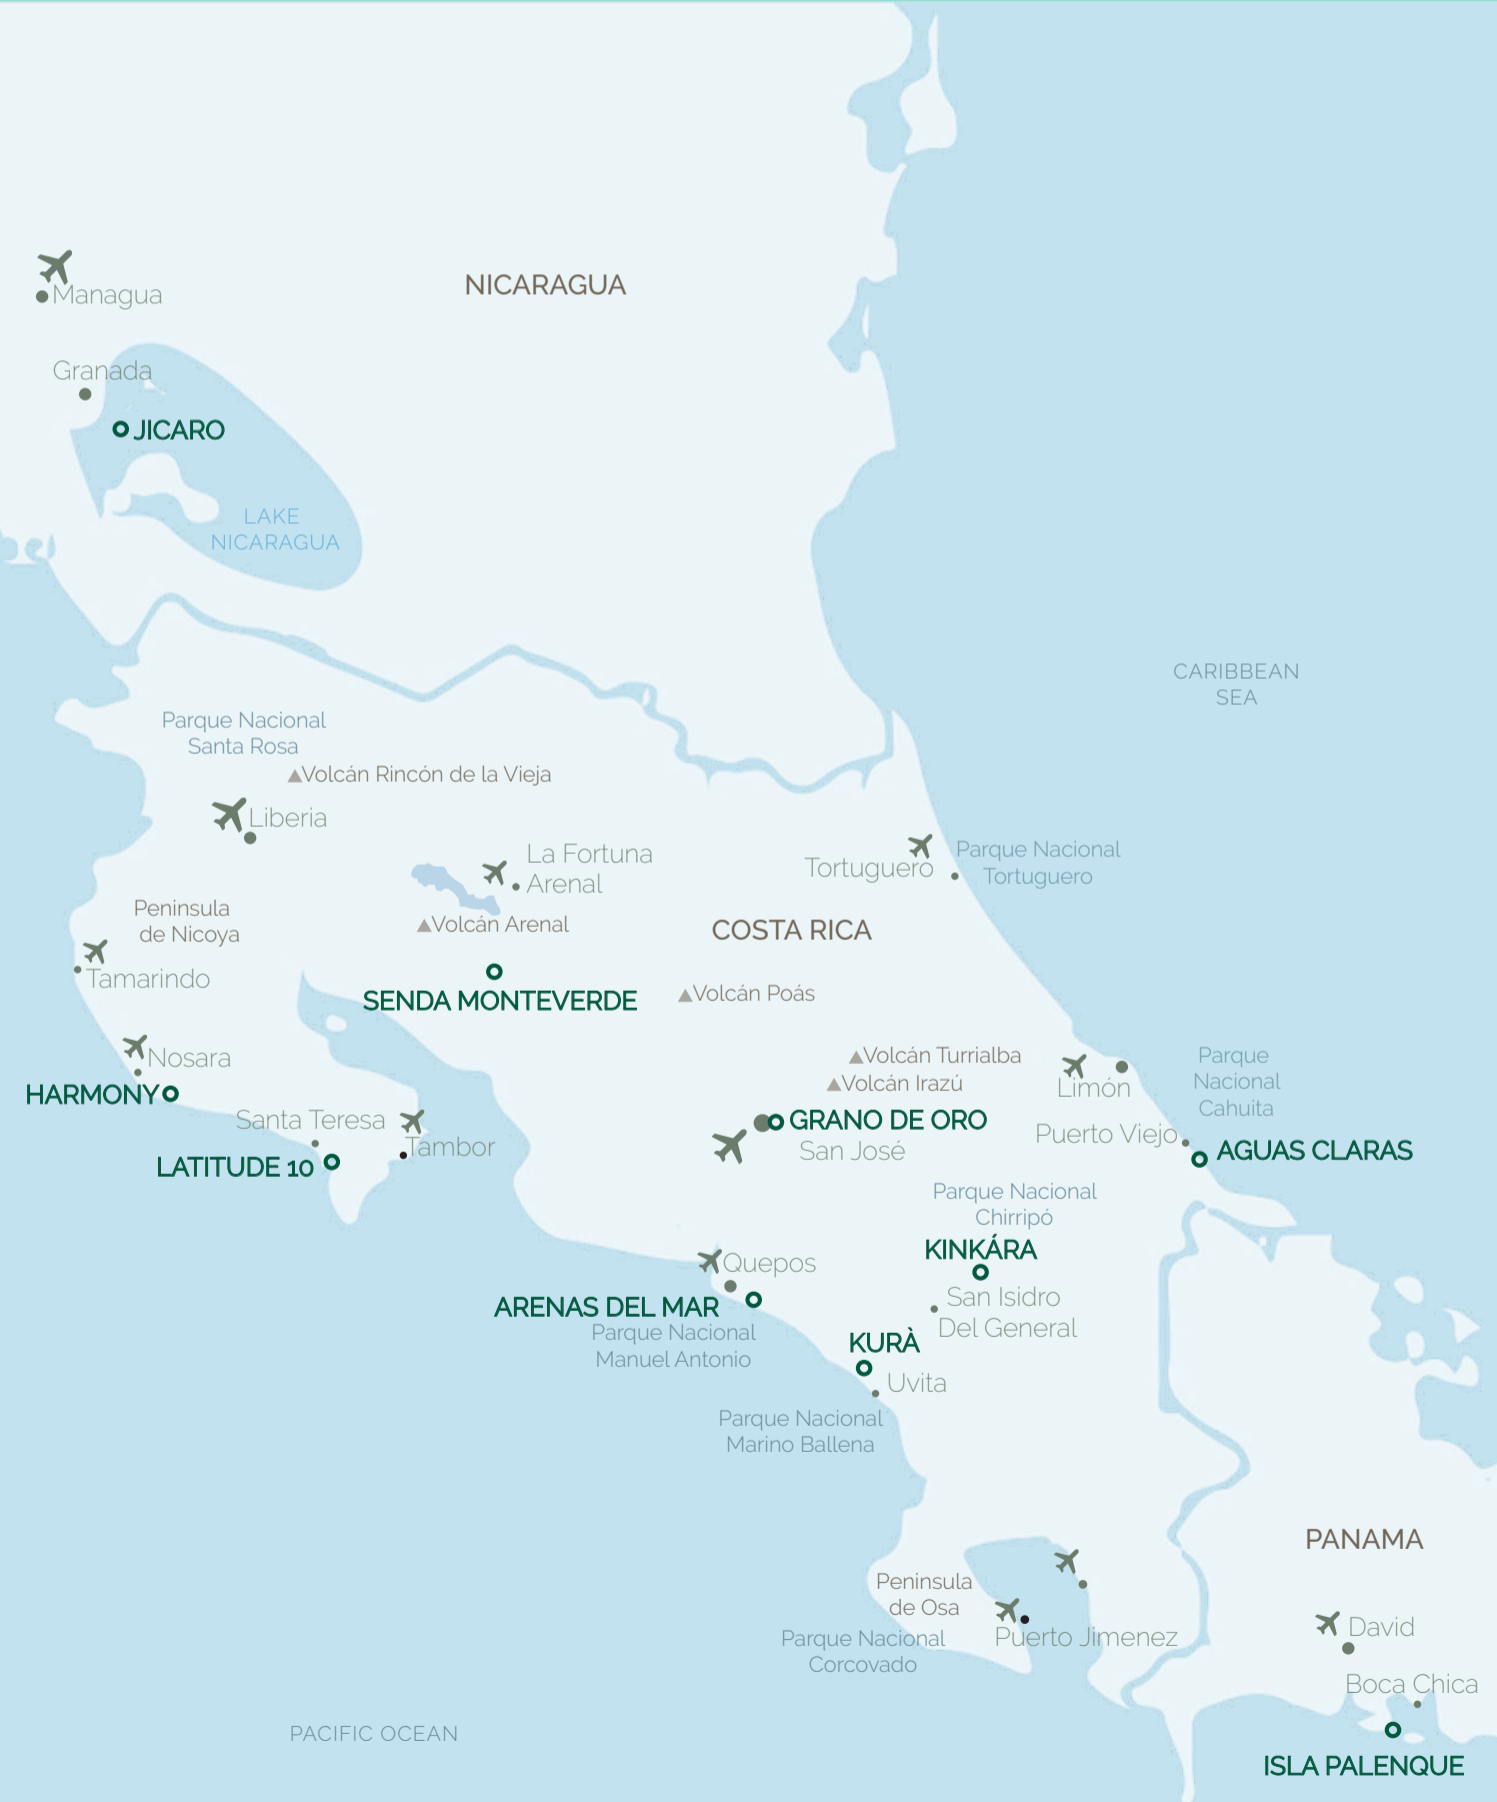 NICARAGUA
Managua
Granada
JICARO
LAKE
NICARAGUA
CARIBBEAN
SEA
Parque Nacional
Santa Rosa
Volcán Rincón de la Vieja
Liberia
La Fortuna
Arenal
Tortuguero
Parque Nacional
Tortuguero
Peninsula
de Nicoya
Volcán Arenal
COSTA RICA
Tamarindo
SENDA MONTEVERDE
Volcán Poás
Nosara
Volcán Turrialba
Volcán Irazú
Limón
Parque
Nacional
Cahuita
HARMONY
Santa Teresa
Tambor
GRANO DE ORO
San José
Puerto Viejo
AGUAS CLARAS
LATITUDE 10
Parque Nacional
Chirripó
KINKÁRA
Quepos
ARENAS DEL MAR
San Isidro
Del General
Parque Nacional
Manuel Antonio
KURÀ
Uvita
Parque Nacional
Marino Ballena
PANAMA
Peninsula
de Osa
Puerto Jimenez
Parque Nacional
Corcovado
David
Boca Chica
PACIFIC OCEAN
ISLA PALENQUE